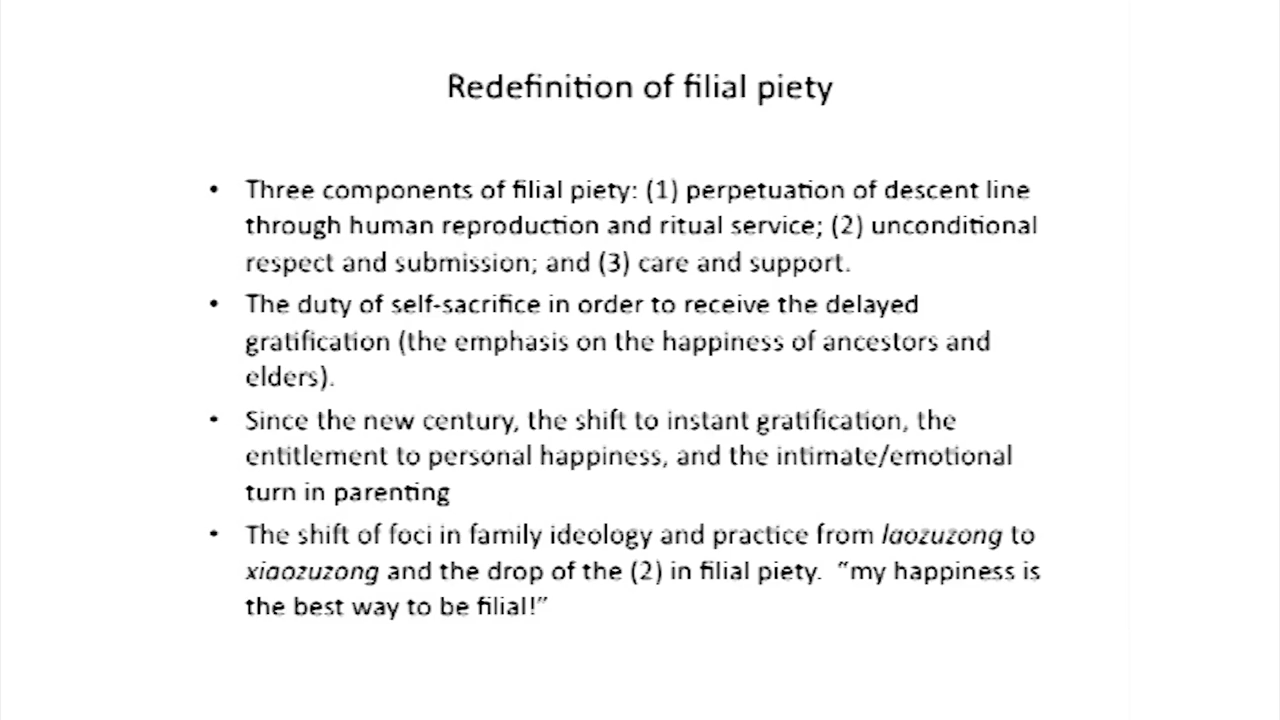 Redefinition of filial piety
• Three components of filial piety: (1) perpetuation of descent line
through human reproduction and ritual service; (2) unconditional
respect and submission; and (3) care and support.
• The duty of self-sacrifice in order to receive the delayed
gratification (the emphasis on the happiness of ancestors and
elders).
• Since the new century, the shift to instant gratification, the
entitlement to personal happiness, and the intimate/emotional
turn in parenting
• The shift of foci in family ideology and practice from laozuzong to
xiaozuzong and the drop of the (2) in filial piety. “my happiness is
the best way to be filial!”